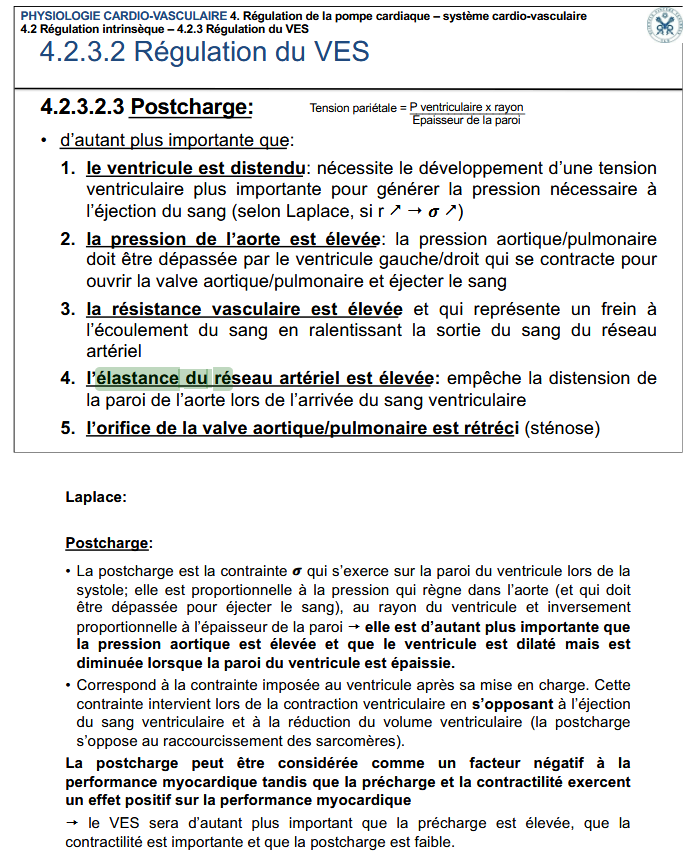 PHYSIOLOGIE CARDIO-VASCULAIRE 4. Régulation de la pompe cardiaque – système cardio-vasculaire
4.2 Régulation intrinsèque – 4.2.3 Régulation du VES
4.2.3.2 Régulation du VES
4.2.3.2.3 Postcharge:
Tension pariétale = P ventriculaire x rayon
Epaisseur de la paroi
• d'autant plus importante que:
1. le ventricule est distendu: nécessite le développement d'une tension
ventriculaire plus importante pour générer la pression nécessaire à
l'éjection du sang (selon Laplace, si r ↗ → σ ↗)
2. la pression de l'aorte est élevée: la pression aortique/pulmonaire
doit être dépassée par le ventricule gauche/droit qui se contracte pour
ouvrir la valve aortique/pulmonaire et éjecter le sang
3. la résistance vasculaire est élevée et qui représente un frein à
l'écoulement du sang en ralentissant la sortie du sang du réseau
artériel
4. l'élastance du réseau artériel est élevée: empêche la distension de
la paroi de l'aorte lors de l'arrivée du sang ventriculaire
5. l'orifice de la valve aortique/pulmonaire est rétréci (sténose)
Laplace:
Postcharge:
• La postcharge est la contrainte σ qui s'exerce sur la paroi du ventricule lors de la
systole; elle est proportionnelle à la pression qui règne dans l'aorte (et qui doit
être dépassée pour éjecter le sang), au rayon du ventricule et inversement
proportionnelle à l'épaisseur de la paroi → elle est d'autant plus importante que
la pression aortique est élevée et que le ventricule est dilaté mais est
diminuée lorsque la paroi du ventricule est épaissie.
• Correspond à la contrainte imposée au ventricule après sa mise en charge. Cette
contrainte intervient lors de la contraction ventriculaire en s'opposant à l'éjection
du sang ventriculaire et à la réduction du volume ventriculaire (la postcharge
s'oppose au raccourcissement des sarcomères).
La postcharge peut être considérée comme un facteur négatif à la
performance myocardique tandis que la précharge et la contractilité exercent
un effet positif sur la performance myocardique
→ le VES sera d'autant plus important que la précharge est élevée, que la
contractilité est importante et que la postcharge est faible.